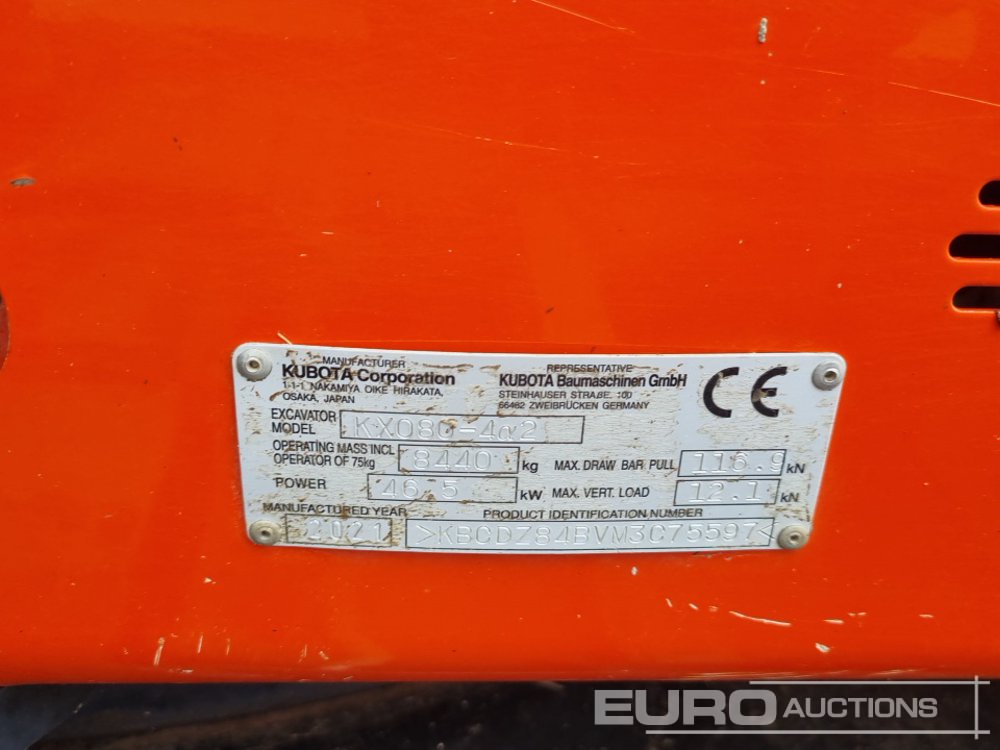 MANUFACTURER
KUBOTA Corporation
1-1-1, NAKAMIYA OIKE HIRAKATA,
OSAKA, JAPAN
REPRESENTATIVE
KUBOTA Baumaschinen GmbH
STEINHAUSER STRAßE, 100
66482 ZWEIBRÜCKEN GERMANY
CE
EXCAVATOR MODEL KX080-4α2
OPERATING MASS INCL
OPERATOR OF 75kg 8440 kg
MAX. DRAW BAR PULL 116.9 kN
POWER 46.5 kW
MAX. VERT. LOAD 12.1 kN
MANUFACTURED YEAR
2021
PRODUCT IDENTIFICATION NUMBER
>KBCDZ84BVM3C75597<
EURO AUCTIONS